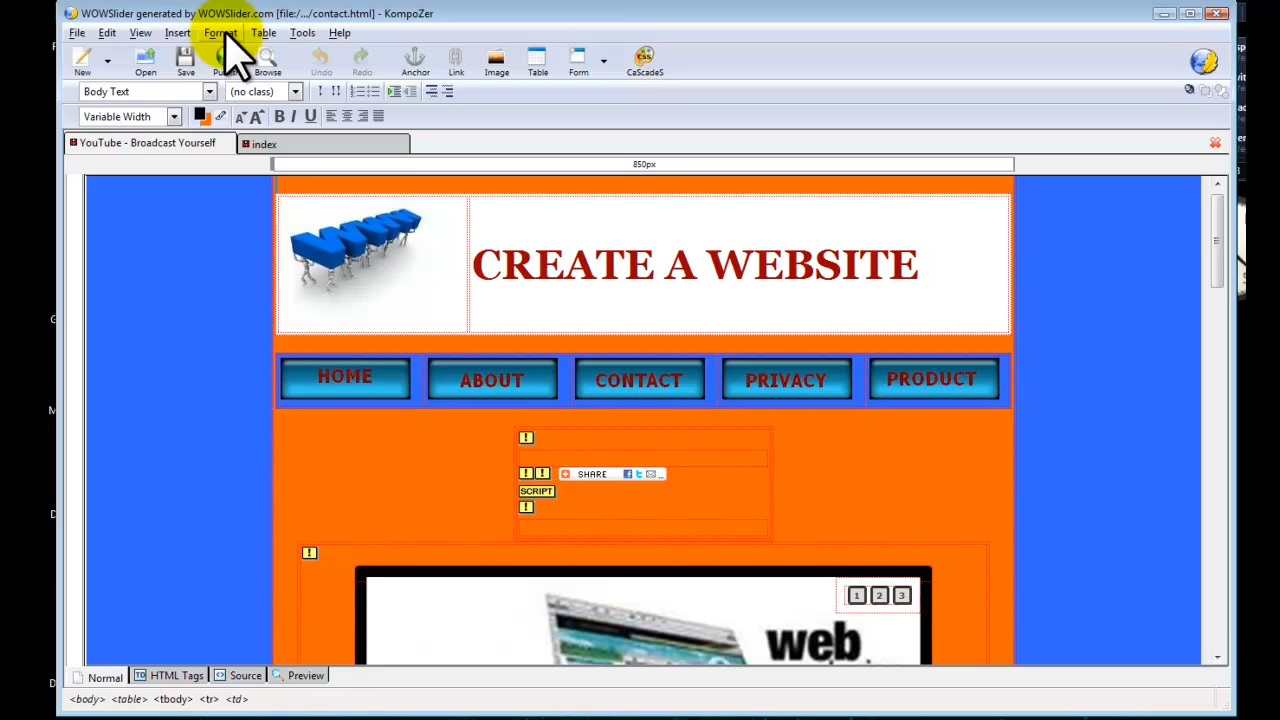 WOWSlider generated by WOWSlider.com [file:/.../contact.html] - KompoZer
File Edit View Insert Format Table Tools Help
New Open Save Browse Undo Redo Anchor Link Image Table Form CaScadeS
Body Text (no class)
Variable Width A A B I U
YouTube - Broadcast Yourself index
850px
WWW
CREATE A WEBSITE
HOME ABOUT CONTACT PRIVACY PRODUCT
!
! ! SHARE
SCRIPT
!
!
1 2 3
web
Normal HTML Tags Source Preview
<body> <table> <tbody> <tr> <td>